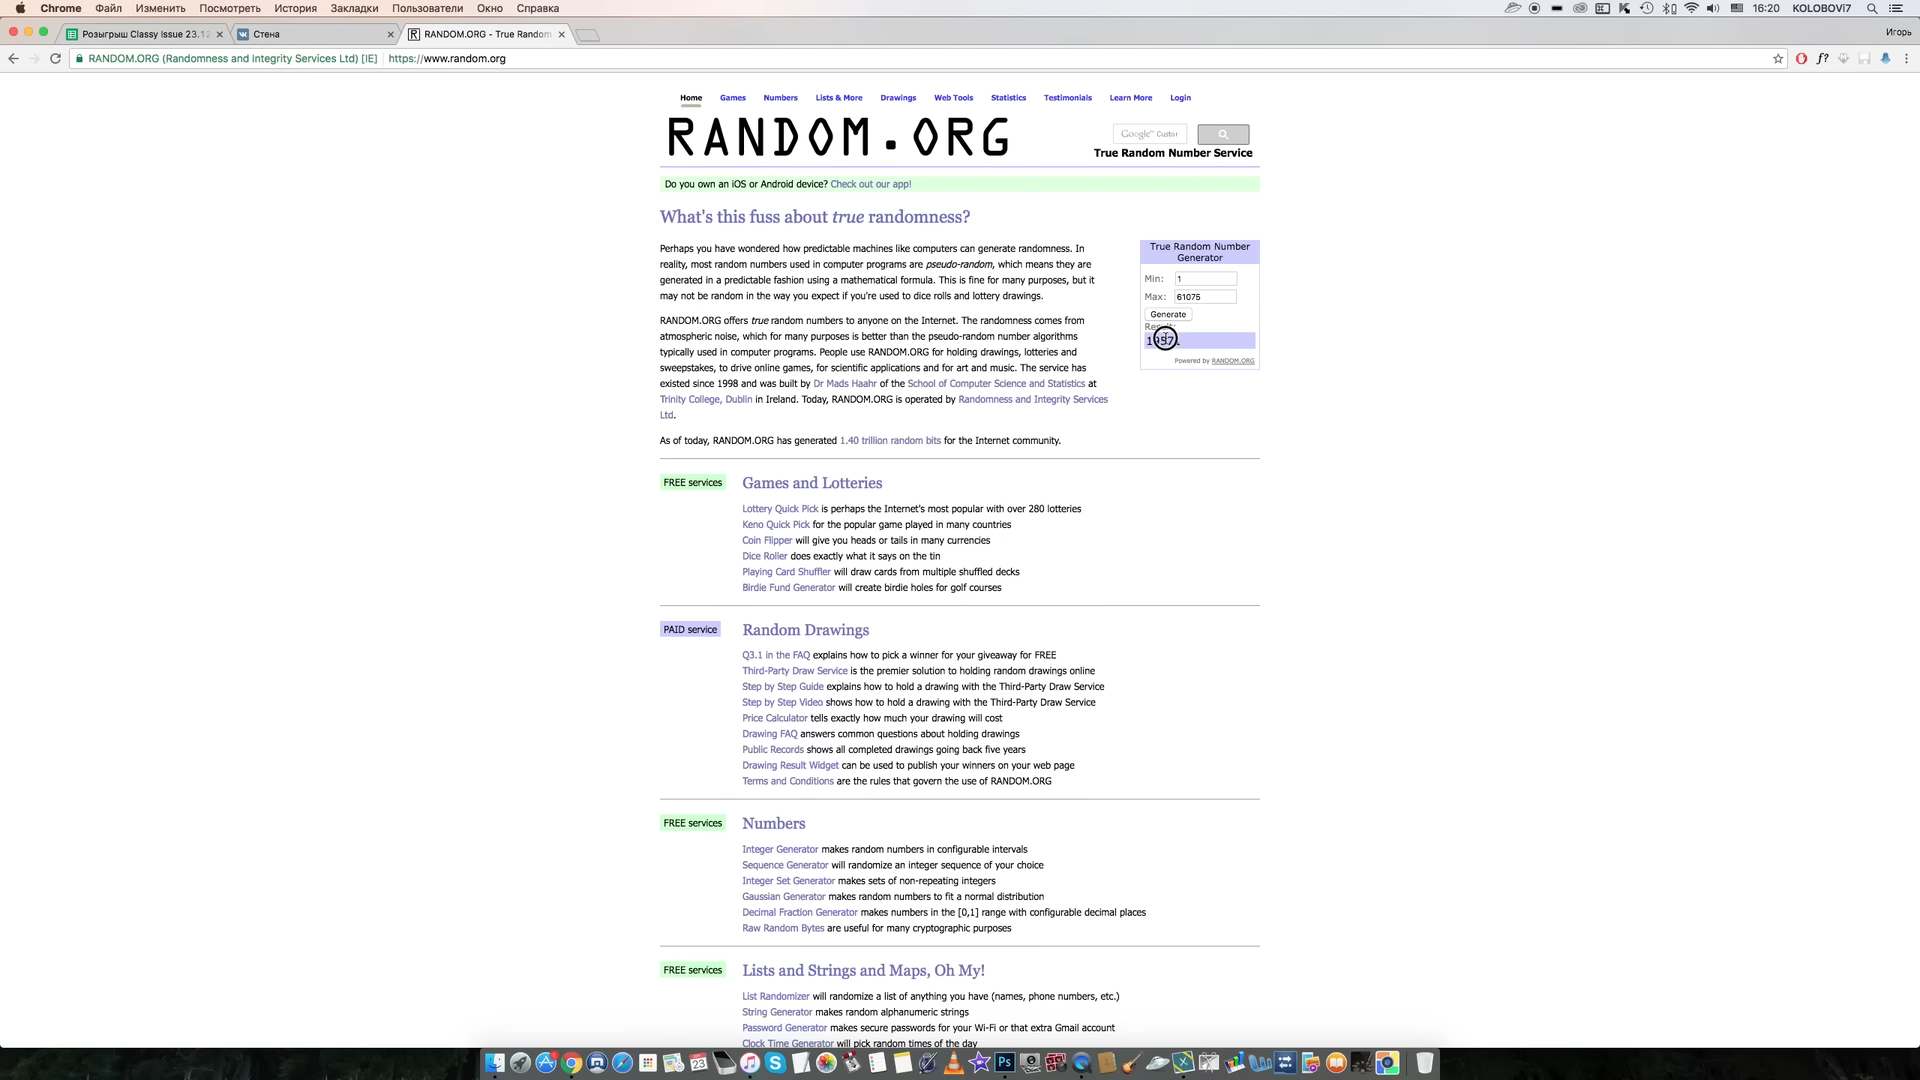 Chrome Файл Изменить Посмотреть История Закладки Пользователи Окно Справка 16:20 KOLOBOVi7
Розыгрыш Classy Issue 23.12 Стена RANDOM.ORG - True Random Игорь
RANDOM.ORG (Randomness and Integrity Services Ltd) [IE] https://www.random.org
Home Games Numbers Lists & More Drawings Web Tools Statistics Testimonials Learn More Login
RANDOM.ORG
Google™ Custor
True Random Number Service
Do you own an iOS or Android device? Check out our app!
What's this fuss about true randomness?
Perhaps you have wondered how predictable machines like computers can generate randomness. In
reality, most random numbers used in computer programs are pseudo-random, which means they are
generated in a predictable fashion using a mathematical formula. This is fine for many purposes, but it
may not be random in the way you expect if you're used to dice rolls and lottery drawings.
RANDOM.ORG offers true random numbers to anyone on the Internet. The randomness comes from
atmospheric noise, which for many purposes is better than the pseudo-random number algorithms
typically used in computer programs. People use RANDOM.ORG for holding drawings, lotteries and
sweepstakes, to drive online games, for scientific applications and for art and music. The service has
existed since 1998 and was built by Dr Mads Haahr of the School of Computer Science and Statistics at
Trinity College, Dublin in Ireland. Today, RANDOM.ORG is operated by Randomness and Integrity Services
Ltd.
As of today, RANDOM.ORG has generated 1.40 trillion random bits for the Internet community.
True Random Number
Generator
Min: 1
Max: 61075
Generate
Result:
Powered by RANDOM.ORG
FREE services Games and Lotteries
Lottery Quick Pick is perhaps the Internet's most popular with over 280 lotteries
Keno Quick Pick for the popular game played in many countries
Coin Flipper will give you heads or tails in many currencies
Dice Roller does exactly what it says on the tin
Playing Card Shuffler will draw cards from multiple shuffled decks
Birdie Fund Generator will create birdie holes for golf courses
PAID service Random Drawings
Q3.1 in the FAQ explains how to pick a winner for your giveaway for FREE
Third-Party Draw Service is the premier solution to holding random drawings online
Step by Step Guide explains how to hold a drawing with the Third-Party Draw Service
Step by Step Video shows how to hold a drawing with the Third-Party Draw Service
Price Calculator tells exactly how much your drawing will cost
Drawing FAQ answers common questions about holding drawings
Public Records shows all completed drawings going back five years
Drawing Result Widget can be used to publish your winners on your web page
Terms and Conditions are the rules that govern the use of RANDOM.ORG
FREE services Numbers
Integer Generator makes random numbers in configurable intervals
Sequence Generator will randomize an integer sequence of your choice
Integer Set Generator makes sets of non-repeating integers
Gaussian Generator makes random numbers to fit a normal distribution
Decimal Fraction Generator makes numbers in the [0,1] range with configurable decimal places
Raw Random Bytes are useful for many cryptographic purposes
FREE services Lists and Strings and Maps, Oh My!
List Randomizer will randomize a list of anything you have (names, phone numbers, etc.)
String Generator makes random alphanumeric strings
Password Generator makes secure passwords for your Wi-Fi or that extra Gmail account
Clock Time Generator will pick random times of the day
23
Ps